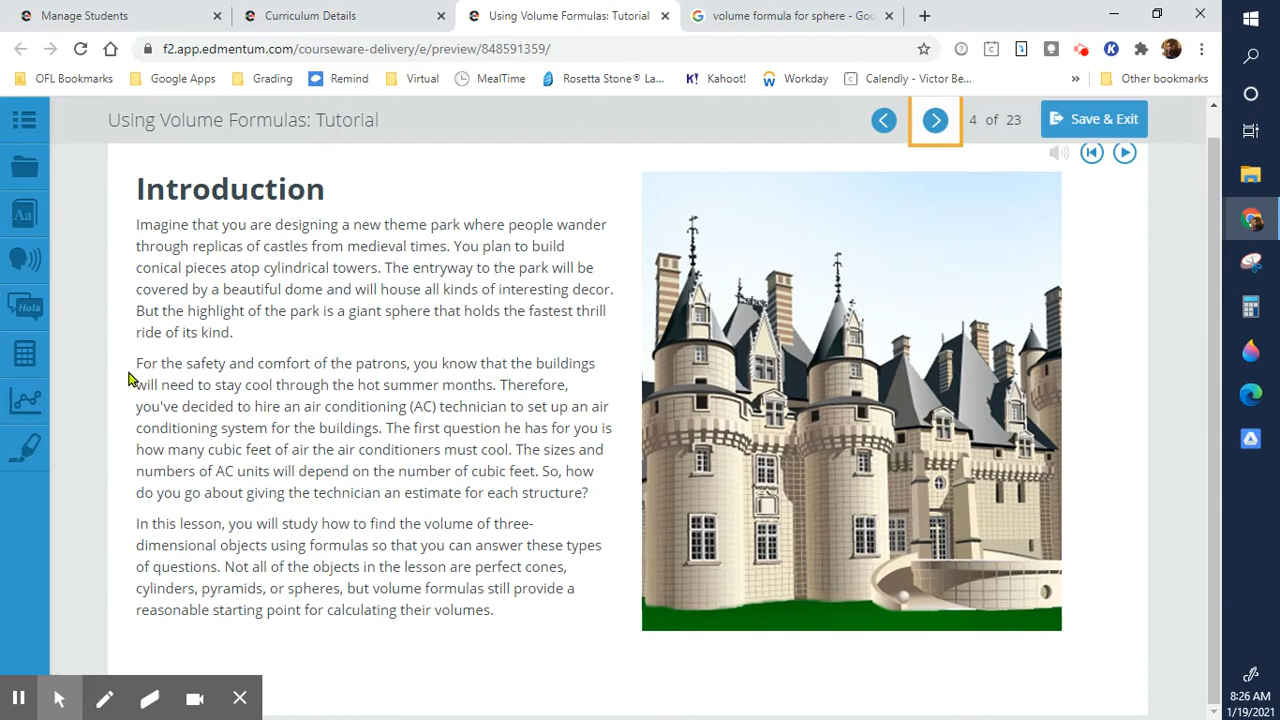 Manage Students
Curriculum Details
Using Volume Formulas: Tutorial
volume formula for sphere - Goo
f2.app.edmentum.com/courseware-delivery/e/preview/848591359/
OFL Bookmarks
Google Apps
Grading
Remind
Virtual
MealTime
Rosetta Stone® La...
Kahoot!
Workday
Calendly - Victor Be...
Other bookmarks
Using Volume Formulas: Tutorial
4 of 23
Save & Exit
Introduction
Imagine that you are designing a new theme park where people wander
through replicas of castles from medieval times. You plan to build
conical pieces atop cylindrical towers. The entryway to the park will be
covered by a beautiful dome and will house all kinds of interesting decor.
But the highlight of the park is a giant sphere that holds the fastest thrill
ride of its kind.
For the safety and comfort of the patrons, you know that the buildings
will need to stay cool through the hot summer months. Therefore,
you've decided to hire an air conditioning (AC) technician to set up an air
conditioning system for the buildings. The first question he has for you is
how many cubic feet of air the air conditioners must cool. The sizes and
numbers of AC units will depend on the number of cubic feet. So, how
do you go about giving the technician an estimate for each structure?
In this lesson, you will study how to find the volume of three-
dimensional objects using formulas so that you can answer these types
of questions. Not all of the objects in the lesson are perfect cones,
cylinders, pyramids, or spheres, but volume formulas still provide a
reasonable starting point for calculating their volumes.
Aa
Hola
8:26 AM
1/19/2021